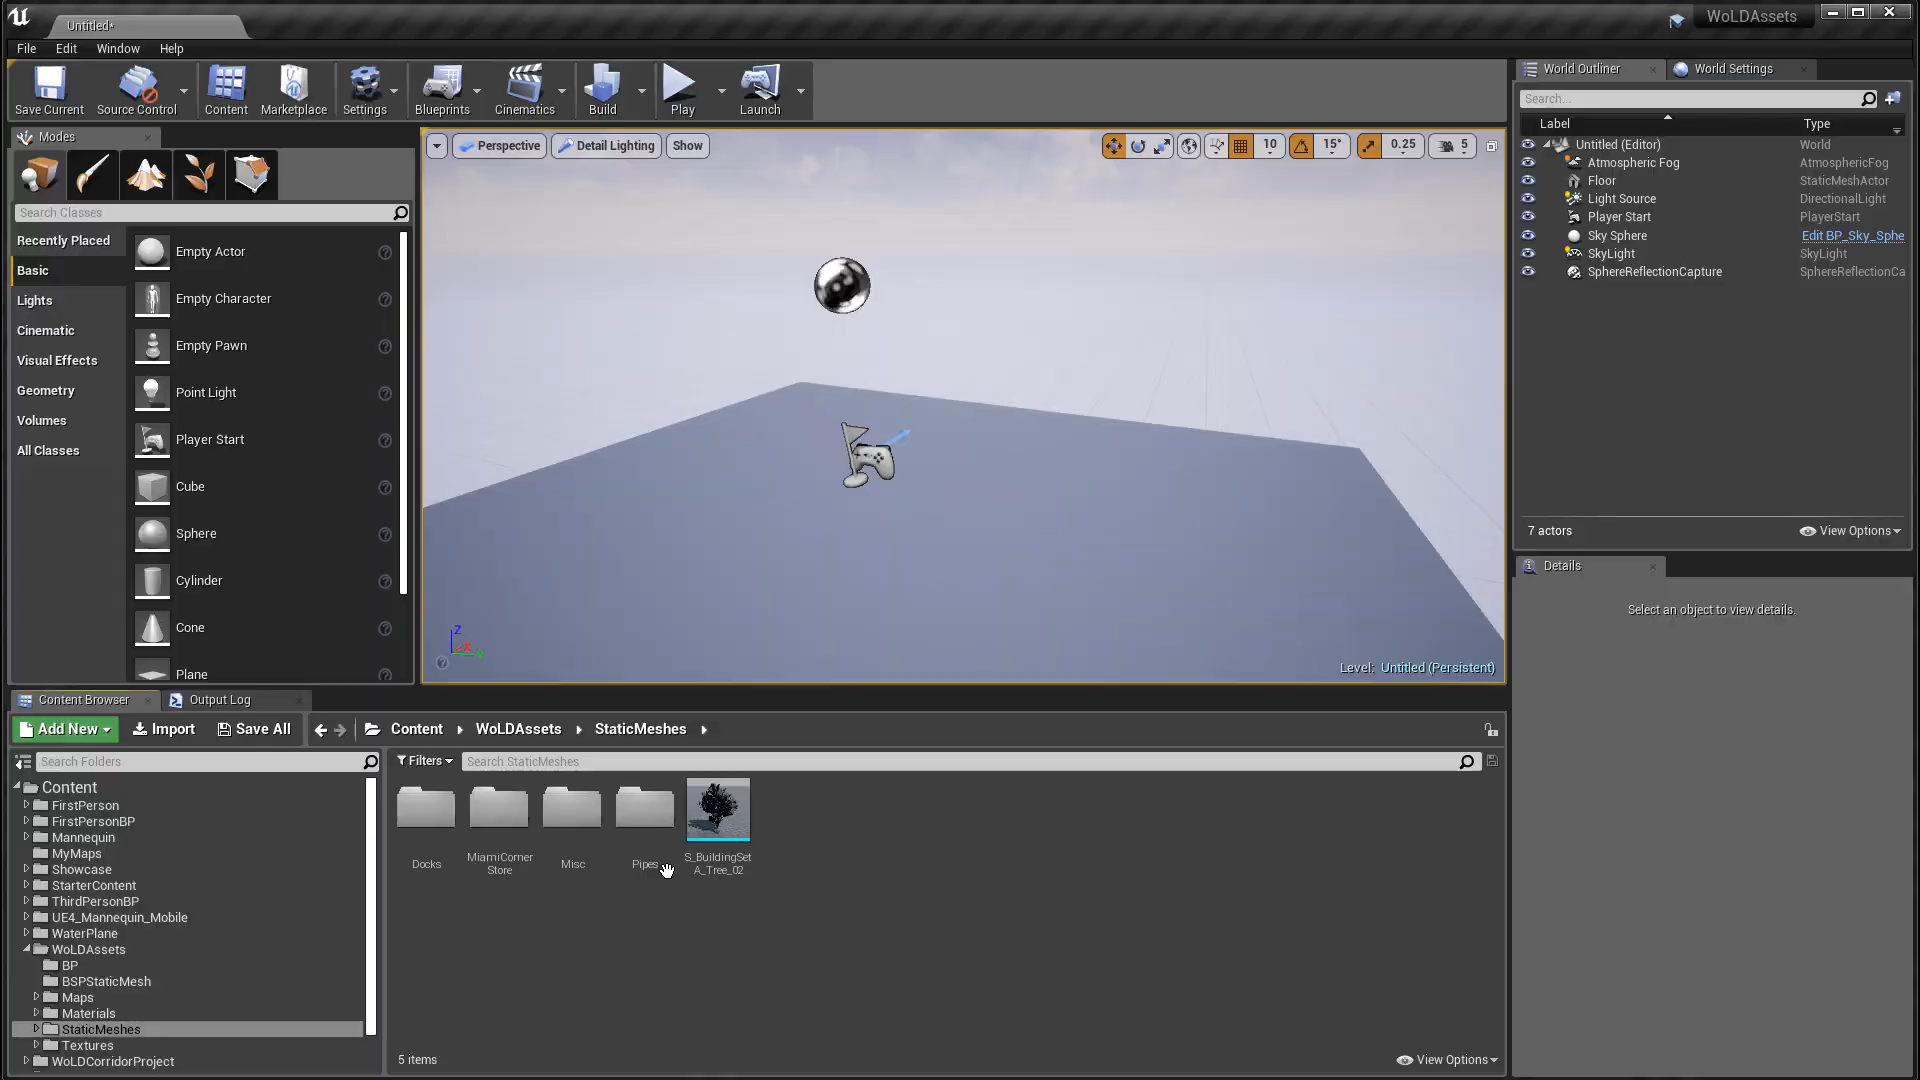 Untitled*
WoLDAssets
File Edit Window Help
Save Current Source Control Content Marketplace Settings Blueprints Cinematics Build Play Launch
Modes
Search Classes
Recently Placed
Basic
Lights
Cinematic
Visual Effects
Geometry
Volumes
All Classes
Empty Actor
Empty Character
Empty Pawn
Point Light
Player Start
Cube
Sphere
Cylinder
Cone
Plane
Perspective Detail Lighting Show
10 15° 0.25 5
Z
X
Level: Untitled (Persistent)
World Outliner World Settings
Search...
Label Type
Untitled (Editor) World
Atmospheric Fog AtmosphericFog
Floor StaticMeshActor
Light Source DirectionalLight
Player Start PlayerStart
Sky Sphere Edit BP_Sky_Sphe
SkyLight SkyLight
SphereReflectionCapture SphereReflectionCa
7 actors View Options
Details
Select an object to view details.
Content Browser Output Log
Add New Import Save All Content WoLDAssets StaticMeshes
Search Folders
Content
FirstPerson
FirstPersonBP
Mannequin
MyMaps
Showcase
StarterContent
ThirdPersonBP
UE4_Mannequin_Mobile
WaterPlane
WoLDAssets
BP
BSPStaticMesh
Maps
Materials
StaticMeshes
Textures
WoLDCorridorProject
Filters Search StaticMeshes
Docks
MiamiCorner
Store
Misc
Pipes
S_BuildingSet
A_Tree_02
5 items View Options